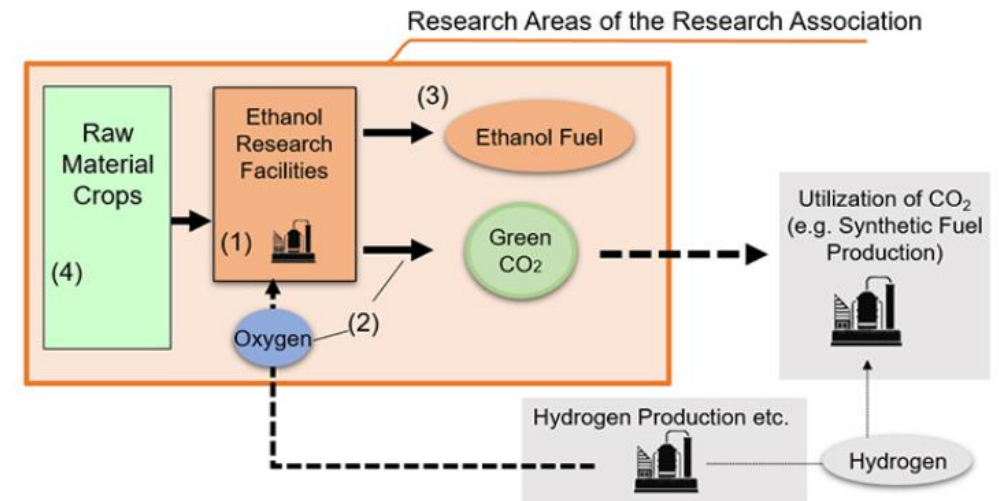 Research Areas of the Research Association
Raw
Material
Crops
(4)
Ethanol
Research
Facilities
(1)
(3)
Ethanol Fuel
Green
CO₂
(2)
Oxygen
Utilization of CO₂
(e.g. Synthetic Fuel
Production)
Hydrogen Production etc.
Hydrogen